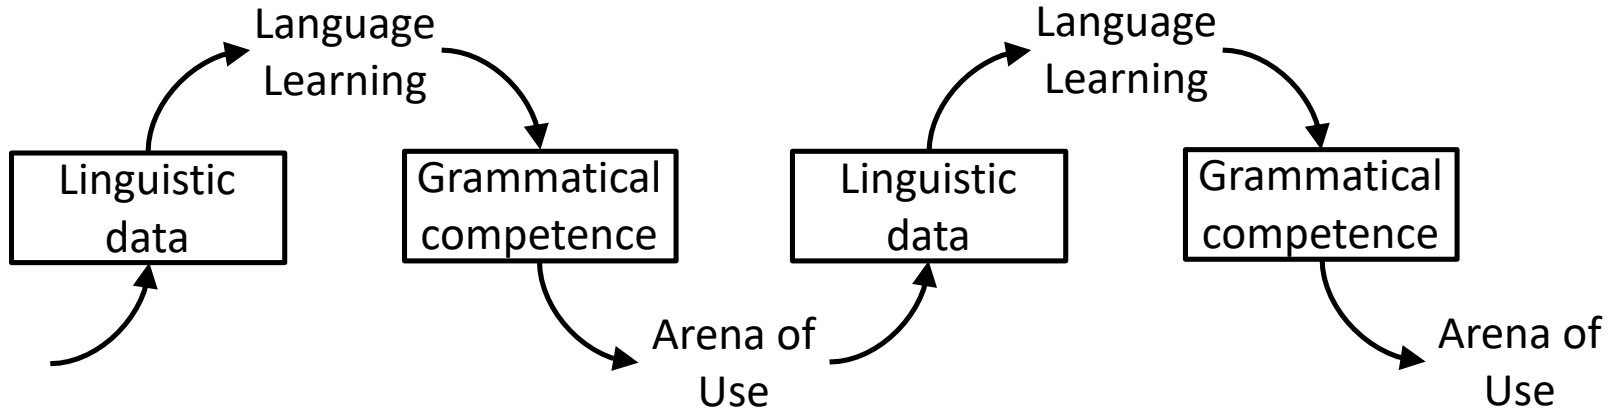 Language
Learning
Linguistic
data
Grammatical
competence
Arena of
Use
Linguistic
data
Language
Learning
Grammatical
competence
Arena of
Use